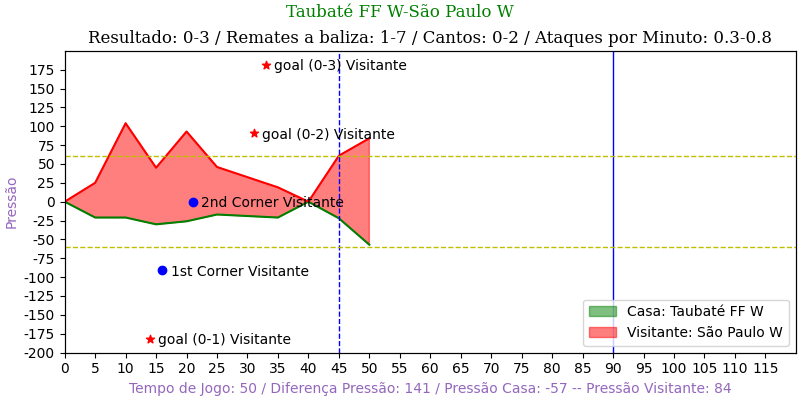 Taubaté FF W-São Paulo W
Resultado: 0-3 / Remates a baliza: 1-7 / Cantos: 0-2 / Ataques por Minuto: 0.3-0.8
175
150
125
100
75
50
25
0
-25
-50
-75
-100
-125
-150
-175
-200
Pressão
goal (0-3) Visitante
goal (0-2) Visitante
2nd Corner Visitante
1st Corner Visitante
goal (0-1) Visitante
Casa: Taubaté FF W
Visitante: São Paulo W
0 5 10 15 20 25 30 35 40 45 50 55 60 65 70 75 80 85 90 95 100 105 110 115
Tempo de Jogo: 50 / Diferença Pressão: 141 / Pressão Casa: -57 -- Pressão Visitante: 84